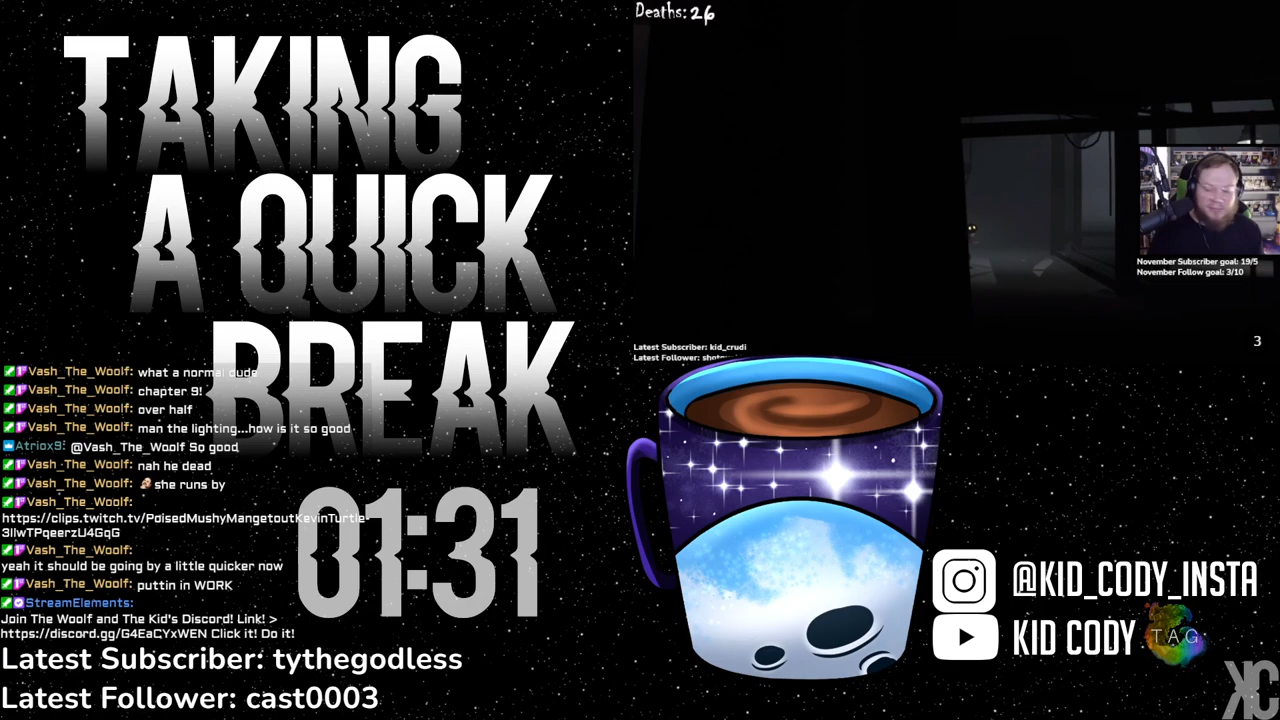 TAKING
A QUICK
BREAK
01:31
Vash_The_Woolf: what a normal dude
Vash_The_Woolf: chapter 9!
Vash_The_Woolf: over half
Vash_The_Woolf: man the lighting...how is it so good
Atriox9: @Vash_The_Woolf So good
Vash_The_Woolf: nah he dead
Vash_The_Woolf: she runs by
Vash_The_Woolf:
https://clips.twitch.tv/PoisedMushyMangetoutKevinTurtle-
3IlwTPqeerzU4GqG
Vash_The_Woolf:
yeah it should be going by a little quicker now
Vash_The_Woolf: puttin in WORK
StreamElements:
Join The Woolf and The Kid's Discord! Link! >
https://discord.gg/G4EaCYxWEN Click it! Do it!
Latest Subscriber: tythegodless
Latest Follower: cast0003
Deaths: 26
November Subscriber goal: 19/5
November Follow goal: 3/10
3
Latest Subscriber: kid_crudi
Latest Follower:
@KID_CODY_INSTA
KID CODY
TAG
KC